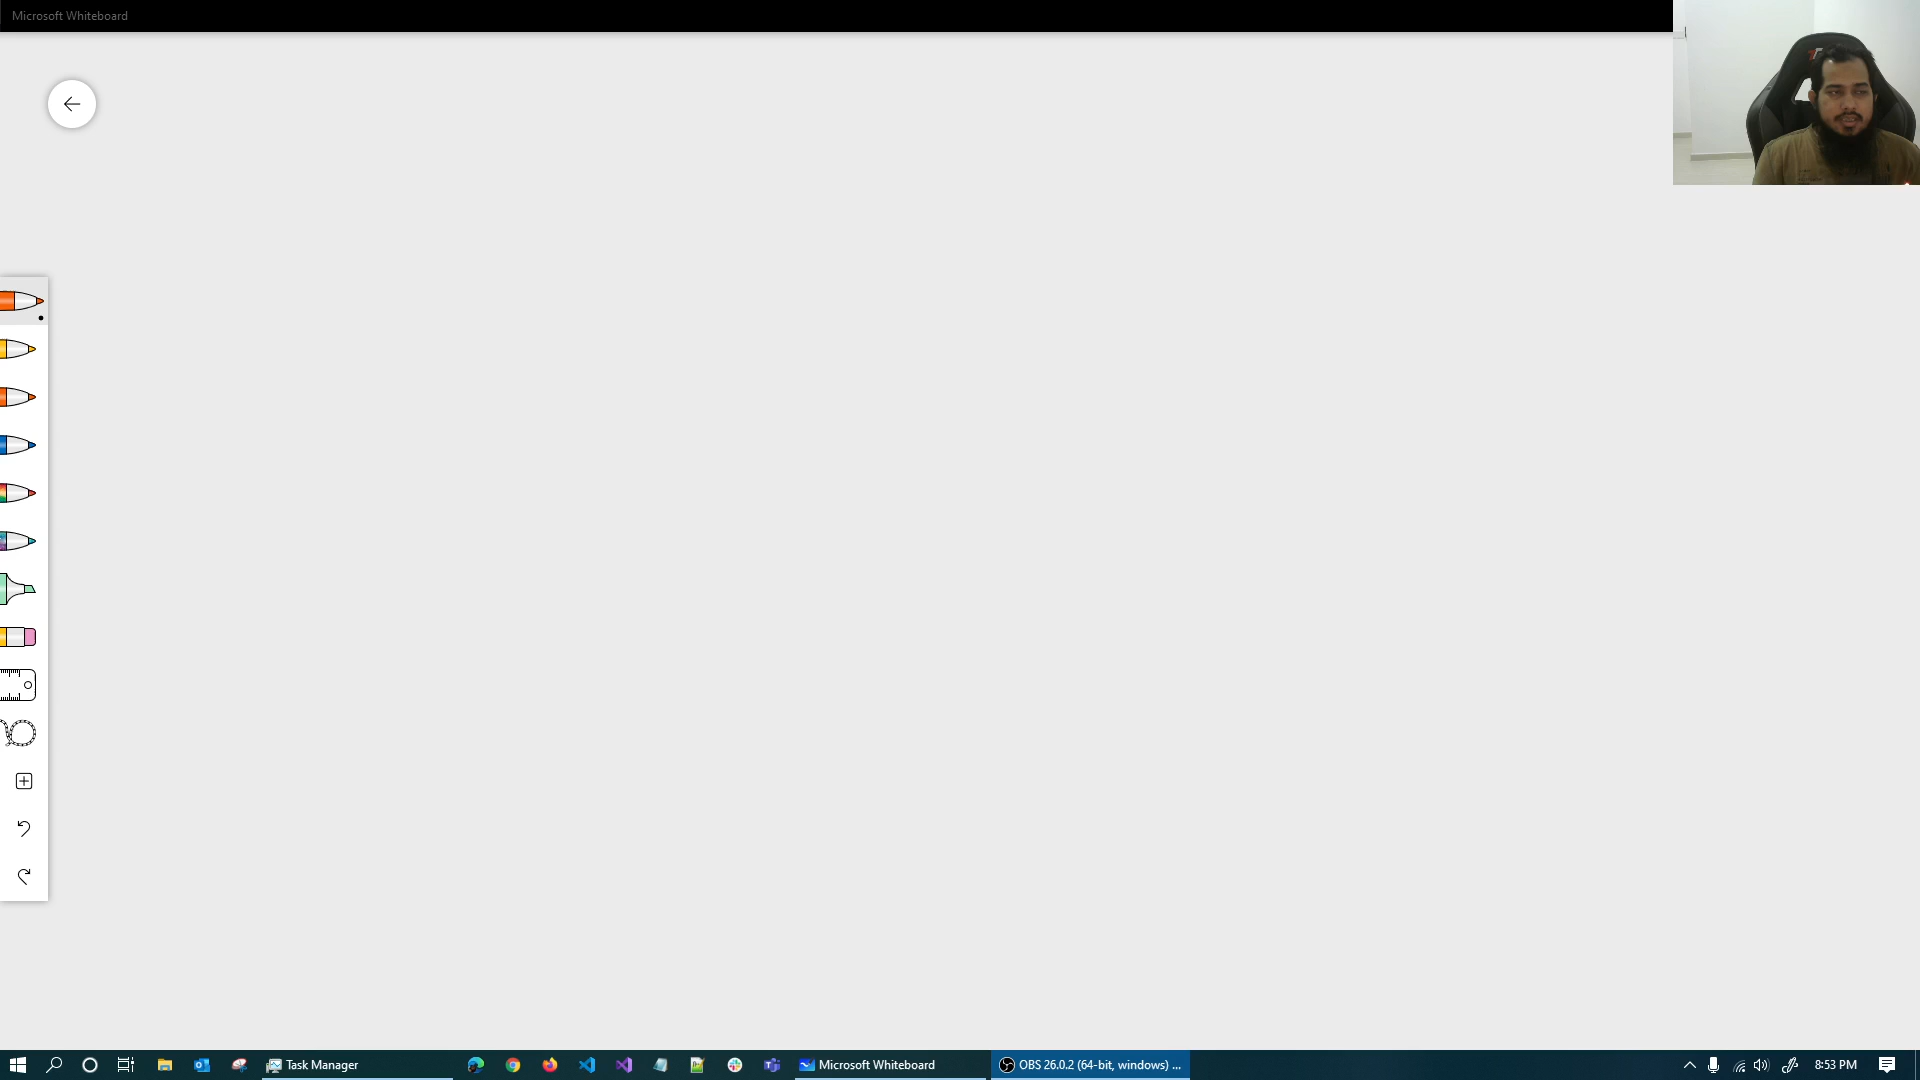 Microsoft Whiteboard
Task Manager
Microsoft Whiteboard
OBS 26.0.2 (64-bit, windows) ...
8:53 PM